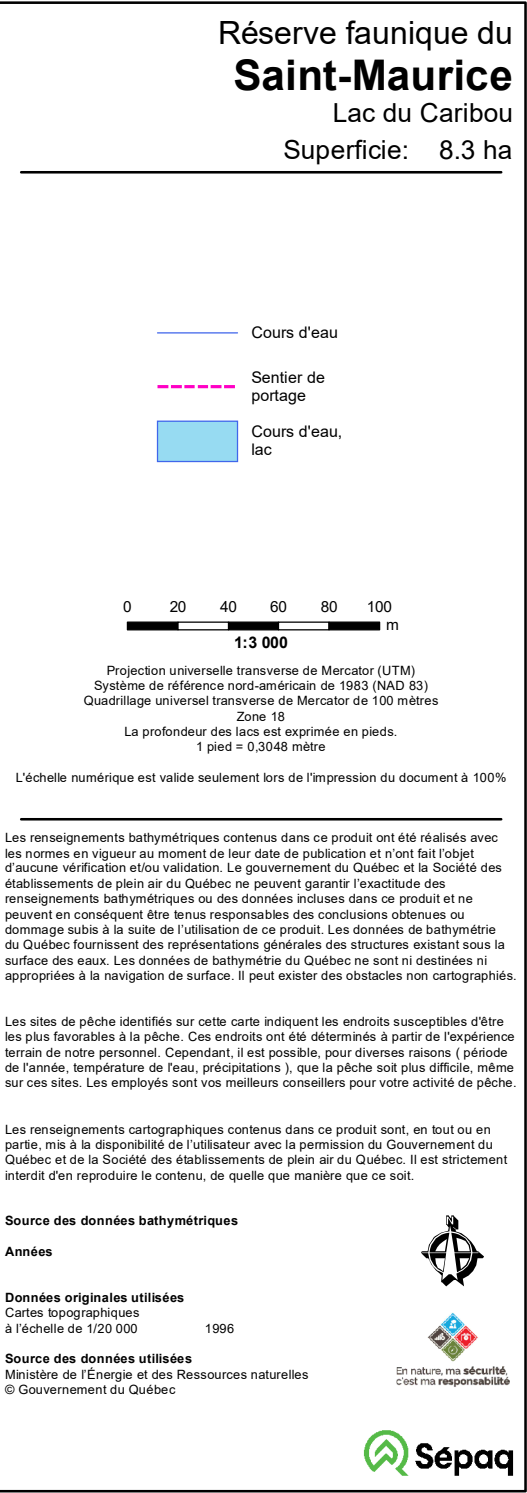 Réserve faunique du
Saint-Maurice
Lac du Caribou
Superficie: 8.3 ha
Cours d'eau
Sentier de
portage
Cours d'eau,
lac
0 20 40 60 80 100
m
1:3 000
Projection universelle transverse de Mercator (UTM)
Système de référence nord-américain de 1983 (NAD 83)
Quadrillage universel transverse de Mercator de 100 mètres
Zone 18
La profondeur des lacs est exprimée en pieds.
1 pied = 0,3048 mètre
L'échelle numérique est valide seulement lors de l'impression du document à 100%
Les renseignements bathymétriques contenus dans ce produit ont été réalisés avec
les normes en vigueur au moment de leur date de publication et n’ont fait l’objet
d’aucune vérification et/ou validation. Le gouvernement du Québec et la Société des
établissements de plein air du Québec ne peuvent garantir l’exactitude des
renseignements bathymétriques ou des données incluses dans ce produit et ne
peuvent en conséquent être tenus responsables des conclusions obtenues ou
dommage subis à la suite de l’utilisation de ce produit. Les données de bathymétrie
du Québec fournissent des représentations générales des structures existant sous la
surface des eaux. Les données de bathymétrie du Québec ne sont ni destinées ni
appropriées à la navigation de surface. Il peut exister des obstacles non cartographiés.
Les sites de pêche identifiés sur cette carte indiquent les endroits susceptibles d'être
les plus favorables à la pêche. Ces endroits ont été déterminés à partir de l'expérience
terrain de notre personnel. Cependant, il est possible, pour diverses raisons ( période
de l'année, température de l'eau, précipitations ), que la pêche soit plus difficile, même
sur ces sites. Les employés sont vos meilleurs conseillers pour votre activité de pêche.
Les renseignements cartographiques contenus dans ce produit sont, en tout ou en
partie, mis à la disponibilité de l’utilisateur avec la permission du Gouvernement du
Québec et de la Société des établissements de plein air du Québec. Il est strictement
interdit d'en reproduire le contenu, de quelle que manière que ce soit.
Source des données bathymétriques
Années
N
Données originales utilisées
Cartes topographiques
à l'échelle de 1/20 000 1996
Source des données utilisées
Ministère de l’Énergie et des Ressources naturelles
© Gouvernement du Québec
En nature, ma sécurité,
c'est ma responsabilité
Sépaq